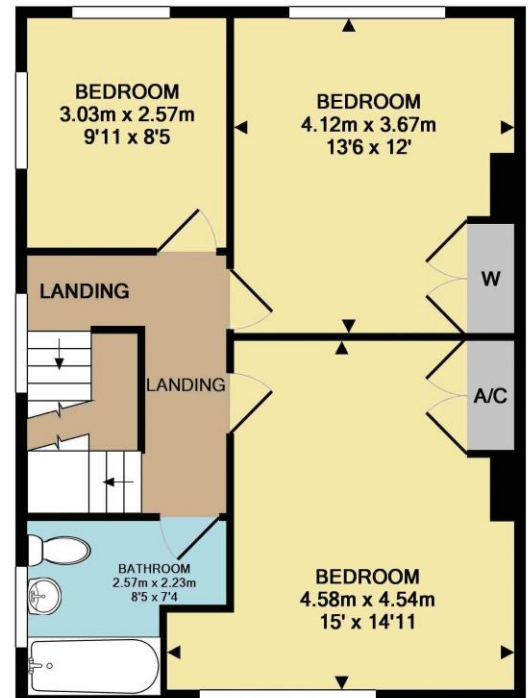 BEDROOM
3.03m x 2.57m
9'11 x 8'5
BEDROOM
4.12m x 3.67m
13'6 x 12'
LANDING
W
LANDING
A/C
BATHROOM
2.57m x 2.23m
8'5 x 7'4
BEDROOM
4.58m x 4.54m
15' x 14'11